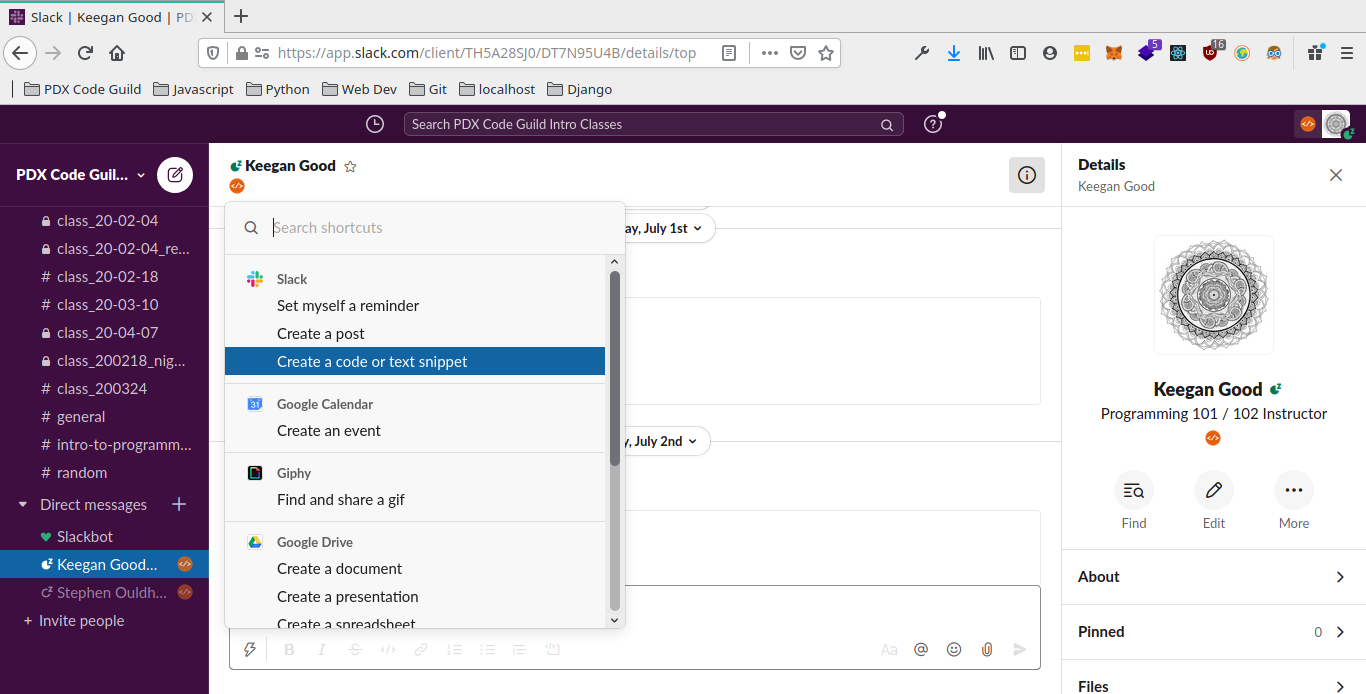 Slack | Keegan Good | PD
https://app.slack.com/client/TH5A28SJ0/DT7N95U4B/details/top
5
16
PDX Code Guild Javascript Python Web Dev Git localhost Django
Search PDX Code Guild Intro Classes
PDX Code Guil...
class_20-02-04
class_20-02-04_re...
# class_20-02-18
# class_20-03-10
class_20-04-07
class_200218_nig...
# class_200324
# general
# intro-to-programm...
# random
Direct messages +
Slackbot
Keegan Good...
Stephen Ouldh...
+ Invite people
Keegan Good
ay, July 1st
y, July 2nd
Search shortcuts
Slack
Set myself a reminder
Create a post
Create a code or text snippet
31 Google Calendar
Create an event
Giphy
Find and share a gif
Google Drive
Create a document
Create a presentation
Create a spreadsheet
B I S </> Aa @
Details
Keegan Good
Keegan Good
Programming 101 / 102 Instructor
Find Edit More
About
Pinned 0
Files